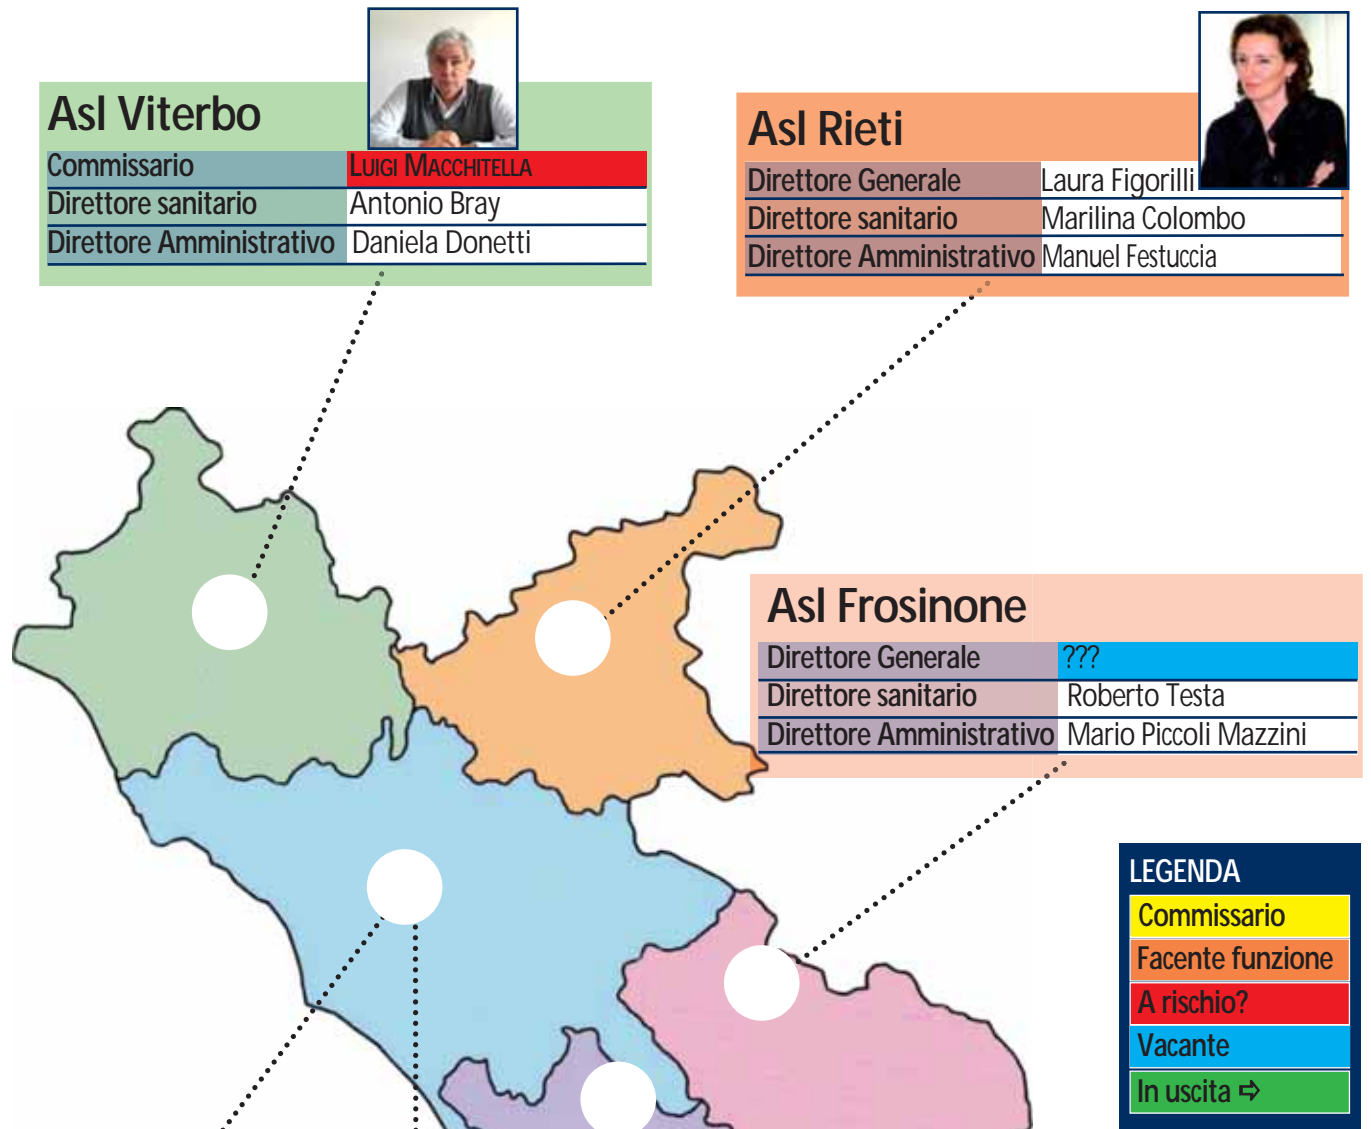 Asl Viterbo
Commissario LUIGI MACCHITELLA
Direttore sanitario Antonio Bray
Direttore Amministrativo Daniela Donetti
Asl Rieti
Direttore Generale Laura Figorilli
Direttore sanitario Marilina Colombo
Direttore Amministrativo Manuel Festuccia
Asl Frosinone
Direttore Generale ???
Direttore sanitario Roberto Testa
Direttore Amministrativo Mario Piccoli Mazzini
LEGENDA
Commissario
Facente funzione
A rischio?
Vacante
In uscita ⇨